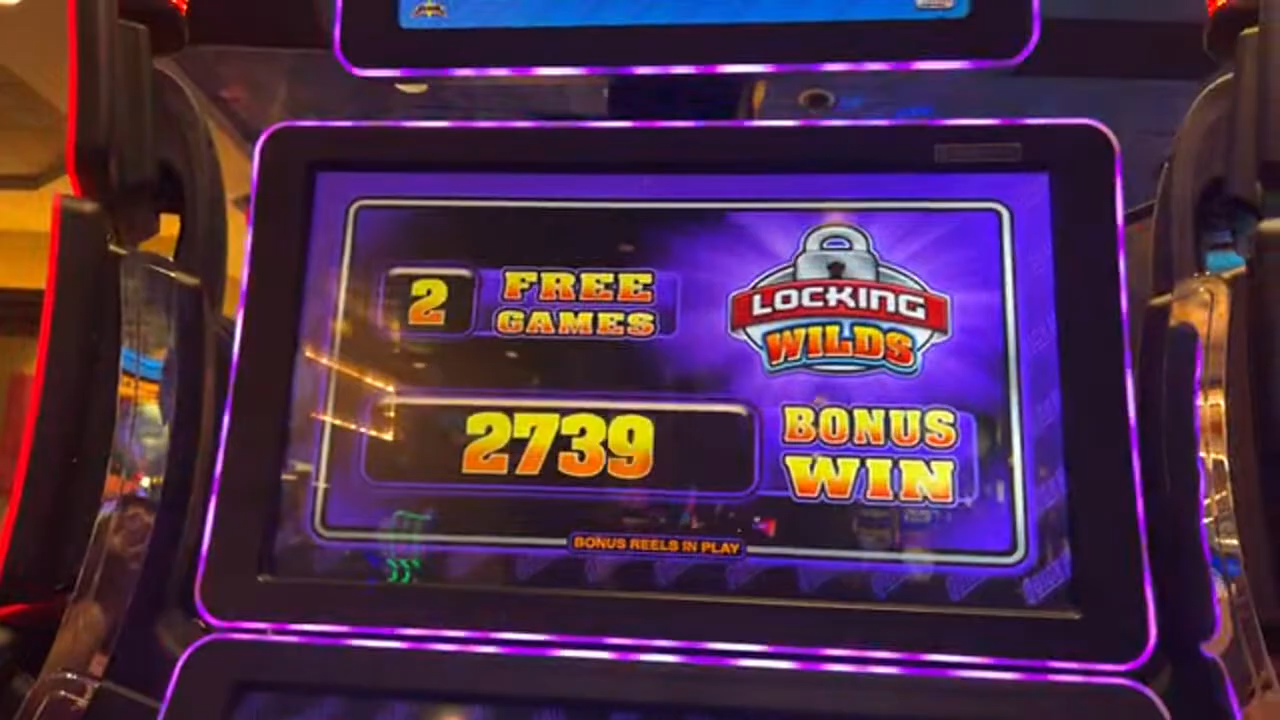 2
FREE
GAMES
LOCKING
WILDS
2739
BONUS
WIN
BONUS REELS IN PLAY